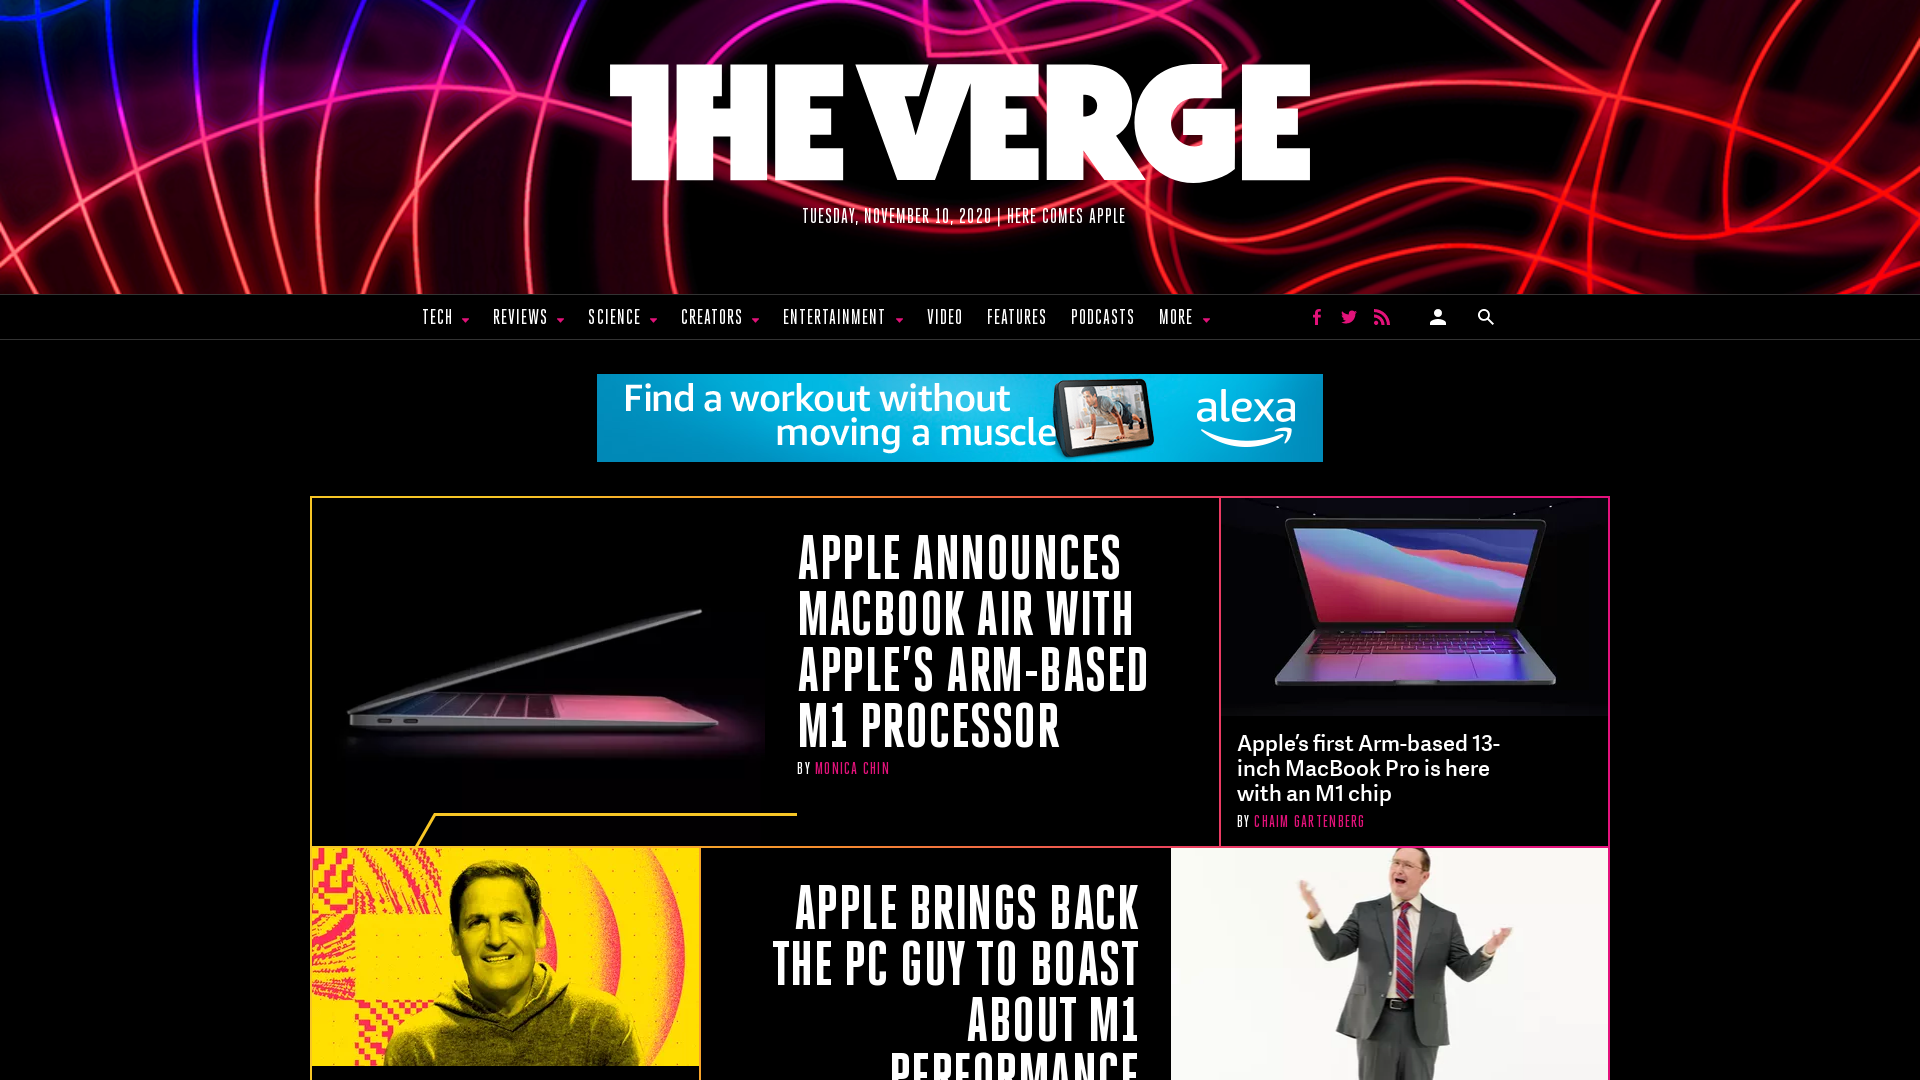 THE VERGE
TUESDAY, NOVEMBER 10, 2020 | HERE COMES APPLE
TECH REVIEWS SCIENCE CREATORS ENTERTAINMENT VIDEO FEATURES PODCASTS MORE
Find a workout without
moving a muscle
alexa
APPLE ANNOUNCES
MACBOOK AIR WITH
APPLE'S ARM-BASED
M1 PROCESSOR
BY MONICA CHIN
Apple’s first Arm-based 13-
inch MacBook Pro is here
with an M1 chip
BY CHAIM GARTENBERG
APPLE BRINGS BACK
THE PC GUY TO BOAST
ABOUT M1
PERFORMANCE